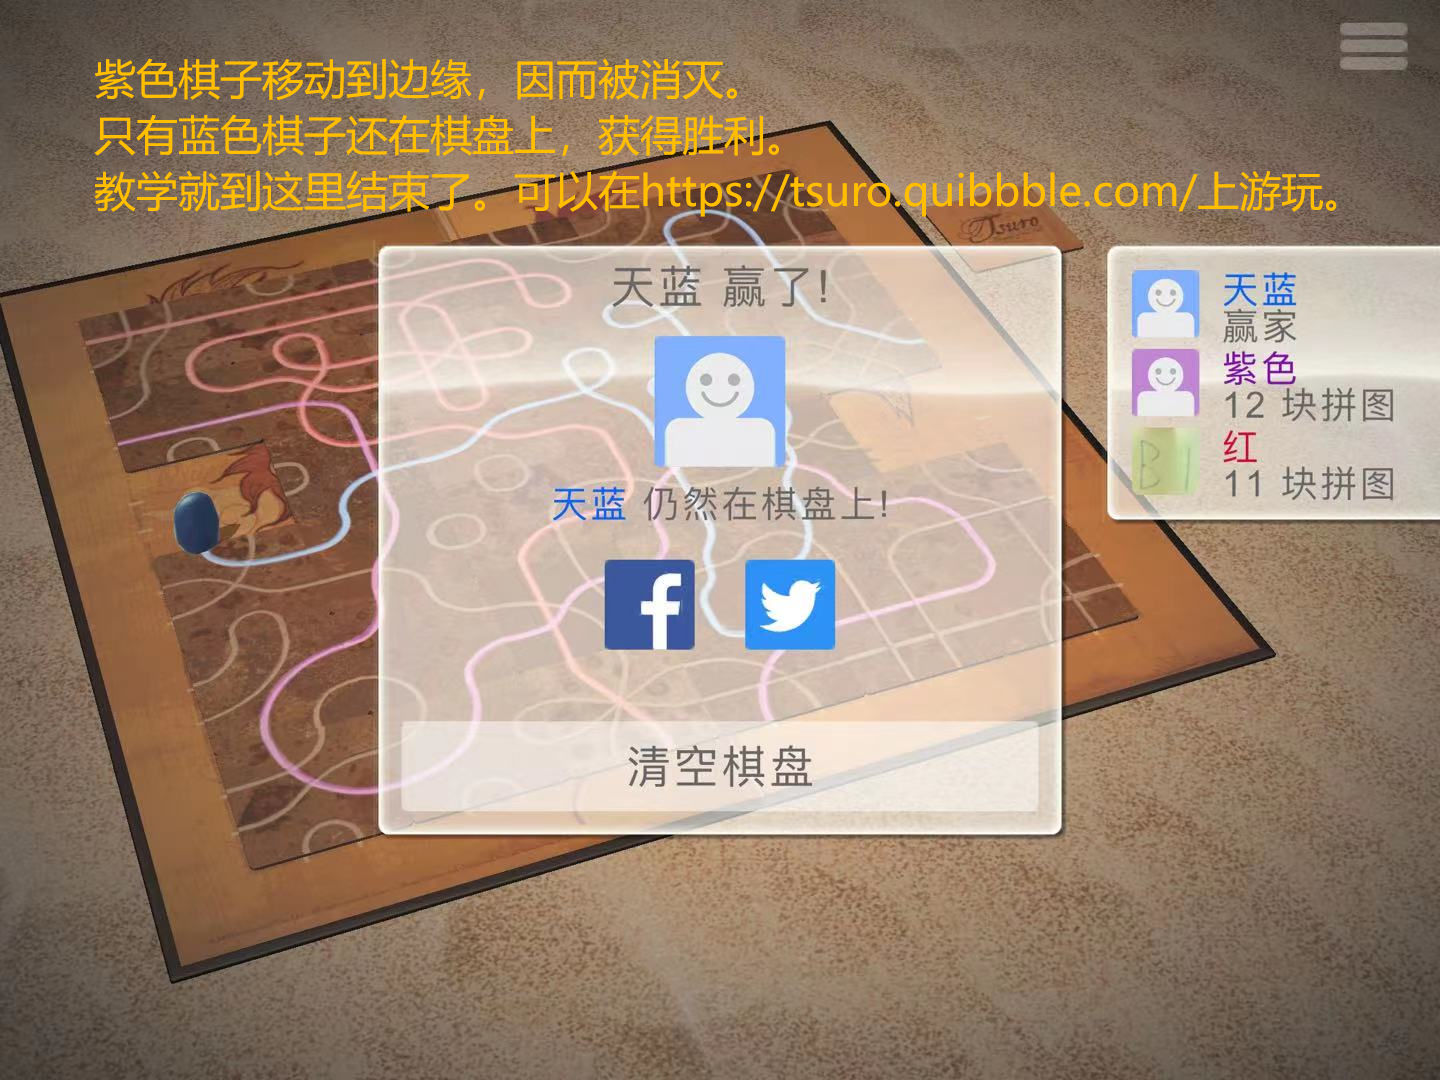 紫色棋子移动到边缘，因而被消灭。
只有蓝色棋子还在棋盘上，获得胜利。
教学就到这里结束了。可以在https://tsuro.quibbble.com/上游玩。
Tsuro
天蓝 赢了!
天蓝 仍然在棋盘上!
清空棋盘
天蓝
赢家
紫色
12 块拼图
B1
红
11 块拼图